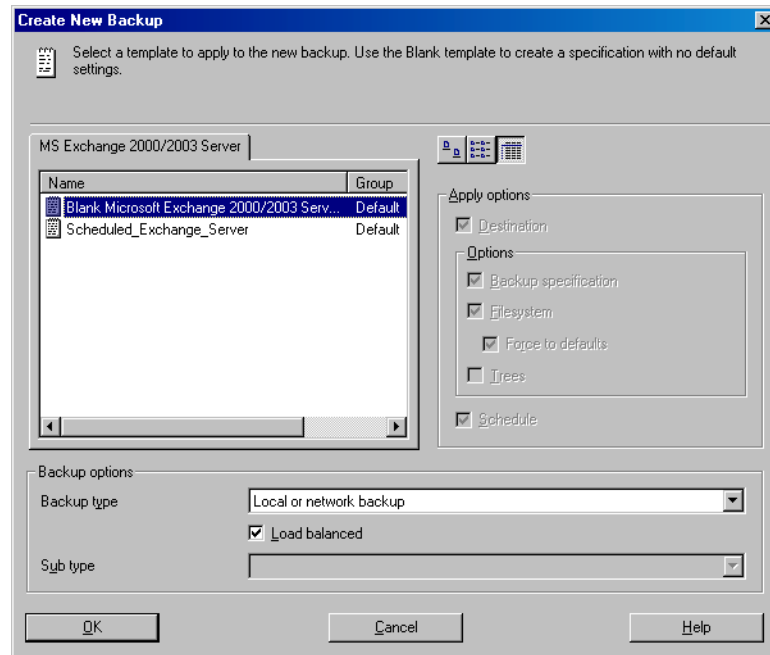 Create New Backup
Select a template to apply to the new backup. Use the Blank template to create a specification with no default
settings.
MS Exchange 2000/2003 Server
Name Group
Blank Microsoft Exchange 2000/2003 Serv... Default
Scheduled_Exchange_Server Default
Apply options
Destination
Options
Backup specification
Filesystem
Force to defaults
Trees
Schedule
Backup options
Backup type Local or network backup
Load balanced
Sub type
OK Cancel Help